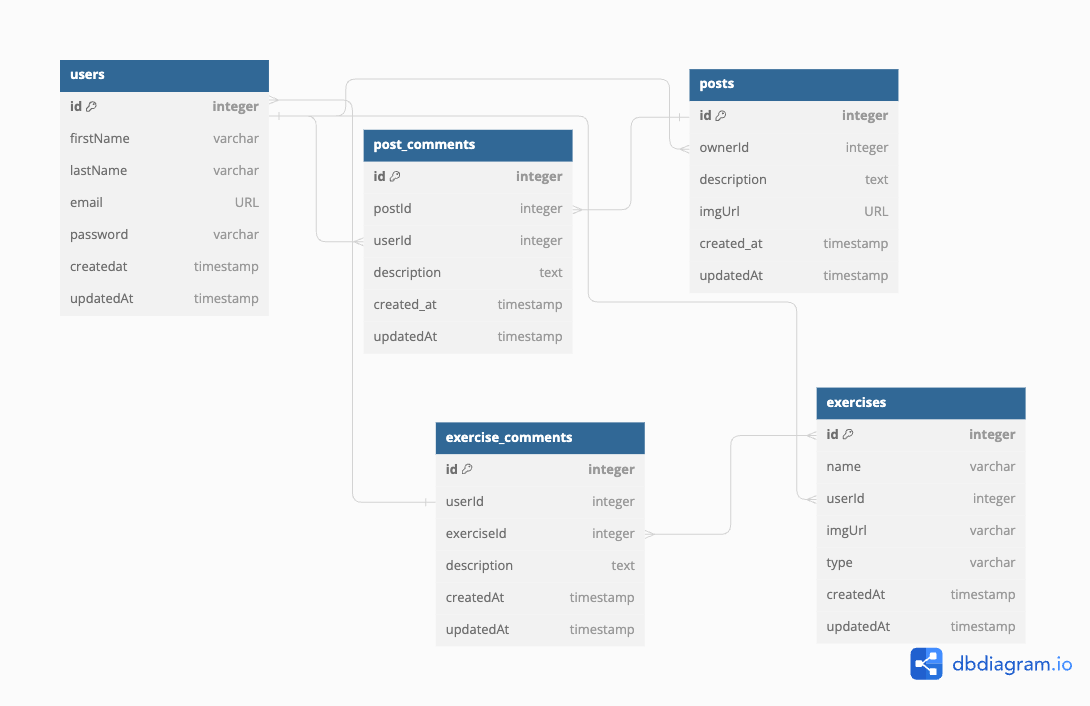 users
id integer
firstName varchar
lastName varchar
email URL
password varchar
createdat timestamp
updatedAt timestamp
post_comments
id integer
postId integer
userId integer
description text
created_at timestamp
updatedAt timestamp
posts
id integer
ownerId integer
description text
imgUrl URL
created_at timestamp
updatedAt timestamp
exercise_comments
id integer
userId integer
exerciseId integer
description text
createdAt timestamp
updatedAt timestamp
exercises
id integer
name varchar
userId integer
imgUrl varchar
type varchar
createdAt timestamp
updatedAt timestamp
dbdiagram.io